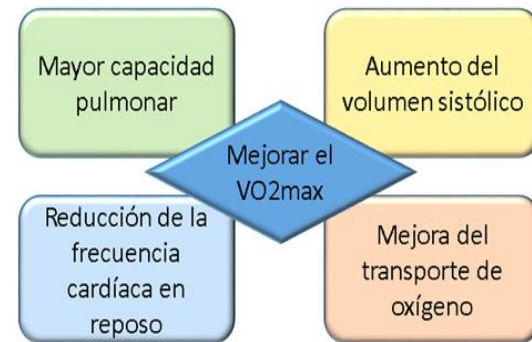 Mayor capacidad
pulmonar
Aumento del
volumen sistólico
Mejorar el
VO2max
Reducción de la
frecuencia
cardíaca en
reposo
Mejora del
transporte de
oxígeno